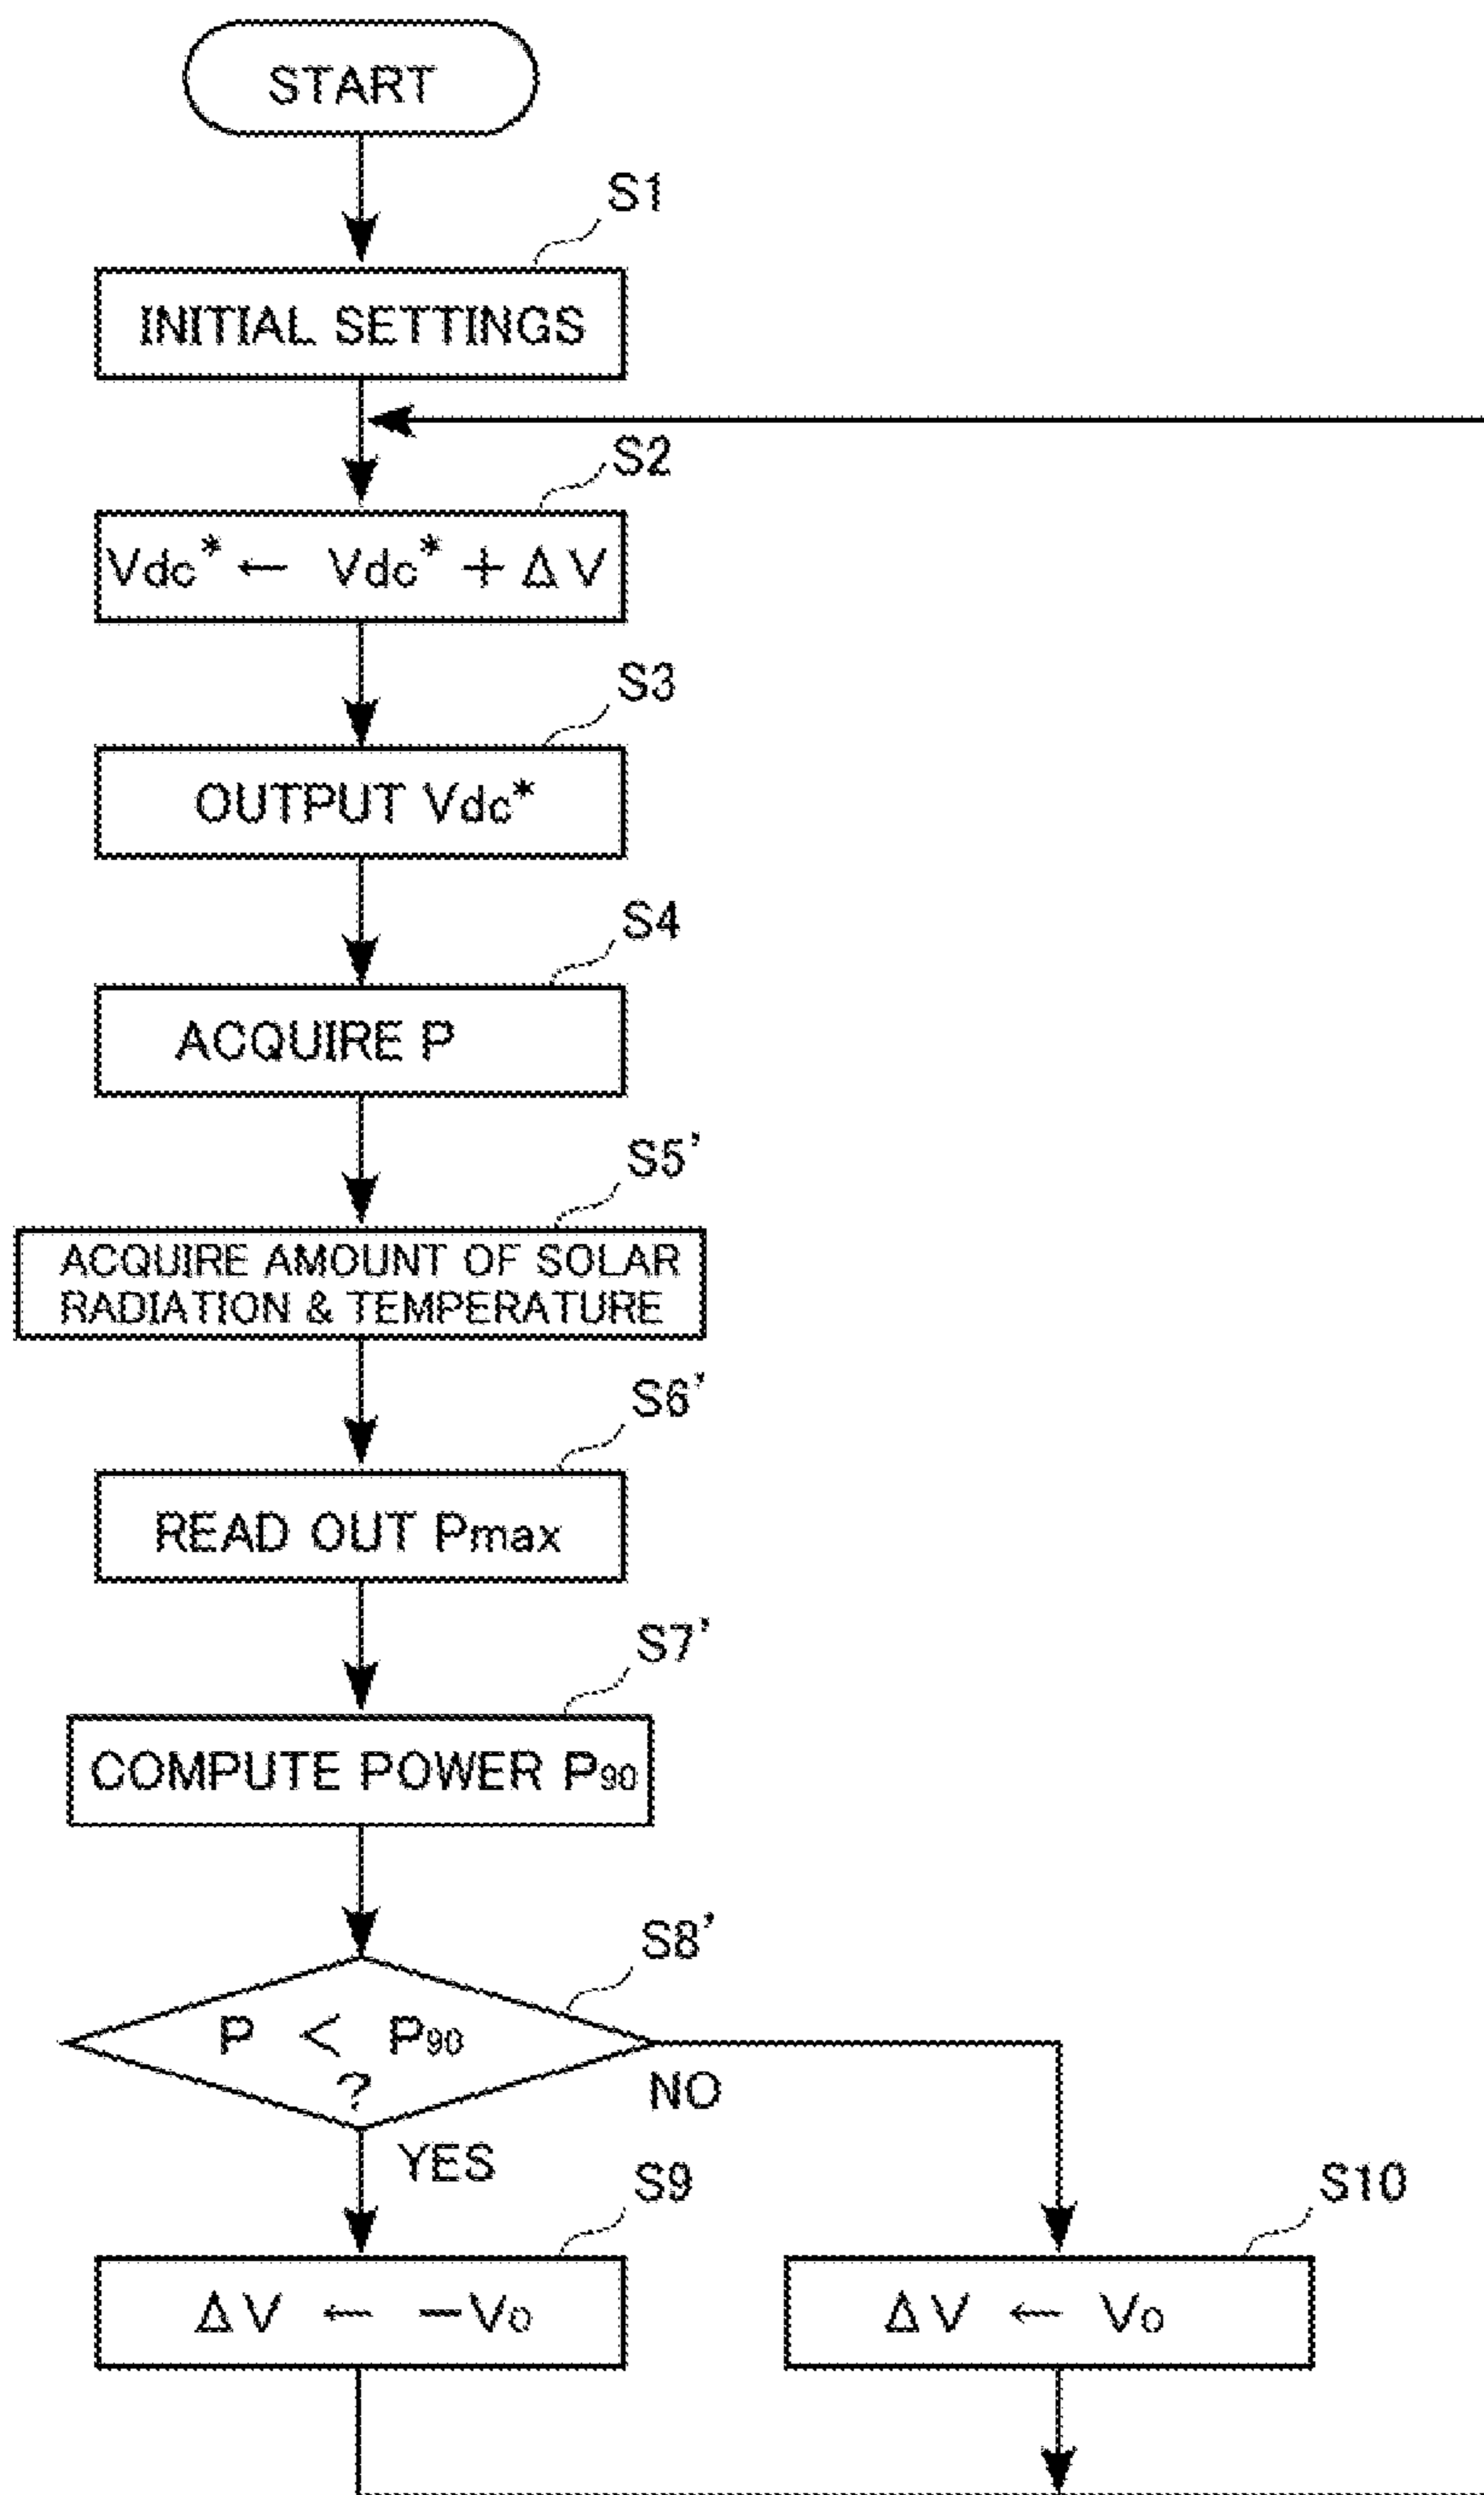 START
S1
INITIAL SETTINGS
S2
Vdc* ← Vdc* + ΔV
S3
OUTPUT Vdc*
S4
ACQUIRE P
S5'
ACQUIRE AMOUNT OF SOLAR
RADIATION & TEMPERATURE
S6'
READ OUT Pmax
S7'
COMPUTE POWER P90
S8'
P < P90
?
NO
YES
S9
S10
ΔV ← −Vo
ΔV ← Vo